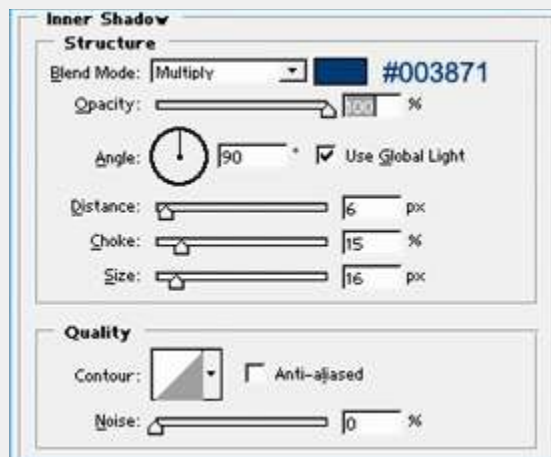 Inner Shadow
Structure
Blend Mode: Multiply #003871
Opacity: 100 %
Angle: 90 ° Use Global Light
Distance: 6 px
Choke: 15 %
Size: 16 px
Quality
Contour: Anti-aliased
Noise: 0 %